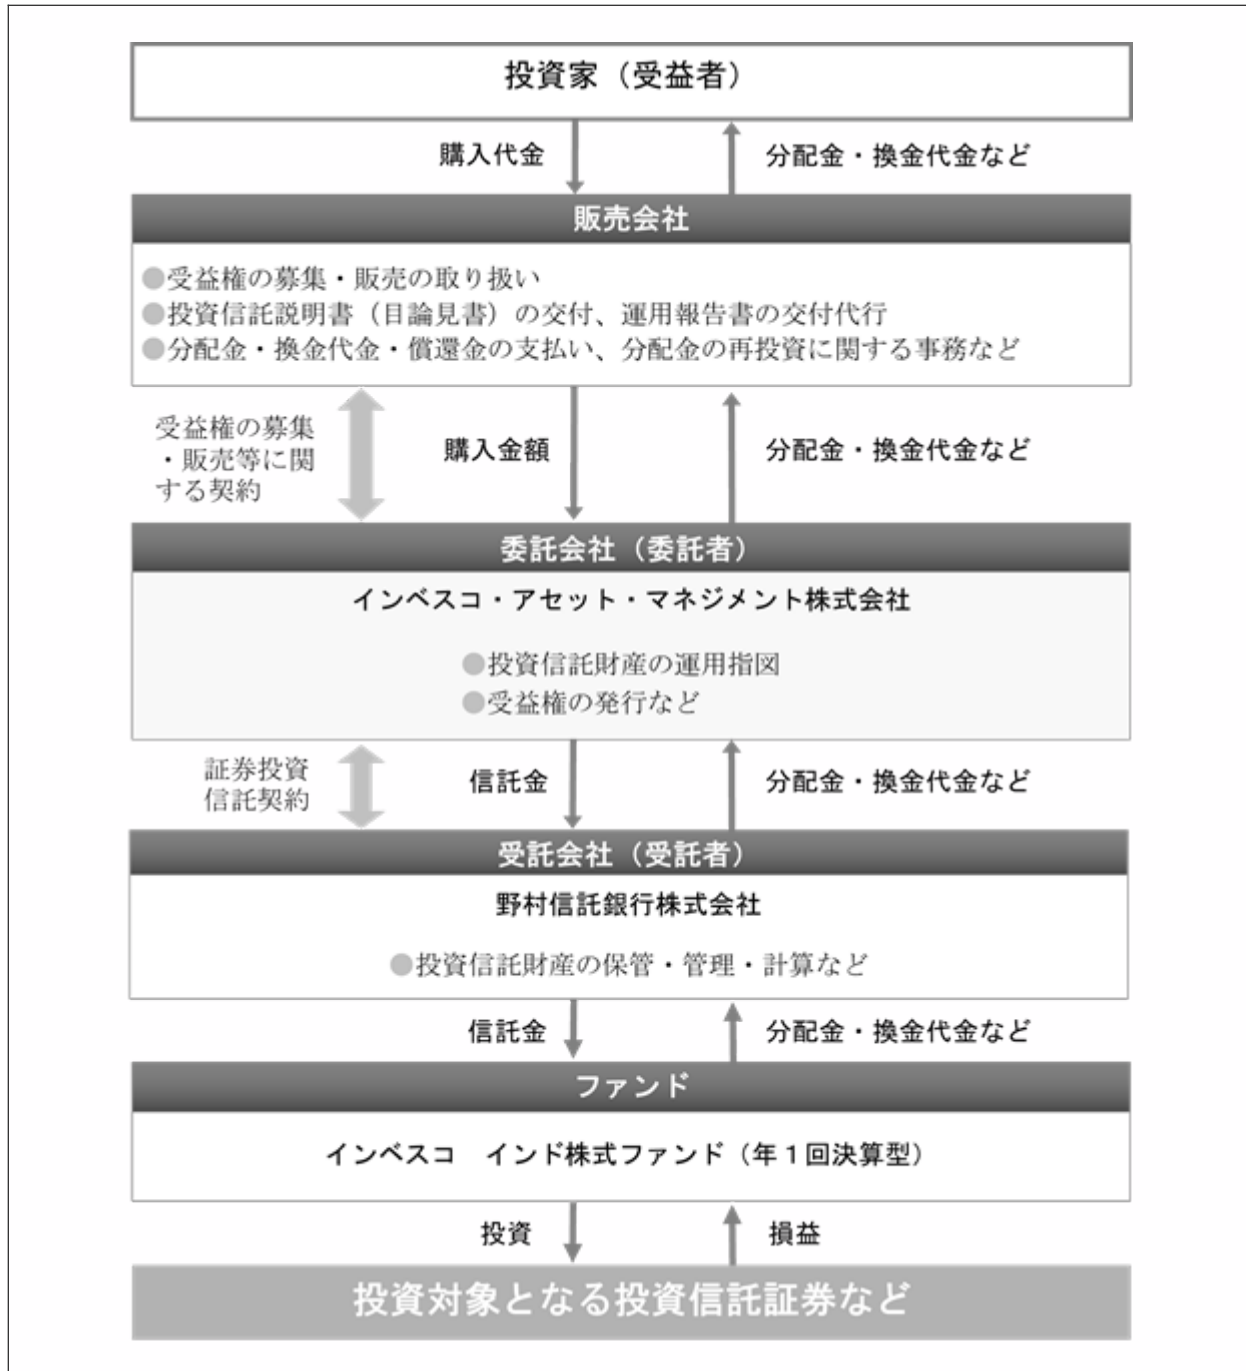 投資家（受益者）
購入代金
分配金・換金代金など
販売会社
●受益権の募集・販売の取り扱い
●投資信託説明書（目論見書）の交付、運用報告書の交付代行
●分配金・換金代金・償還金の支払い、分配金の再投資に関する事務など
受益権の募集
・販売等に関
する契約
購入金額
分配金・換金代金など
委託会社（委託者）
インベスコ・アセット・マネジメント株式会社
●投資信託財産の運用指図
●受益権の発行など
証券投資
信託契約
信託金
分配金・換金代金など
受託会社（受託者）
野村信託銀行株式会社
●投資信託財産の保管・管理・計算など
信託金
分配金・換金代金など
ファンド
インベスコ　インド株式ファンド（年１回決算型）
投資
損益
投資対象となる投資信託証券など